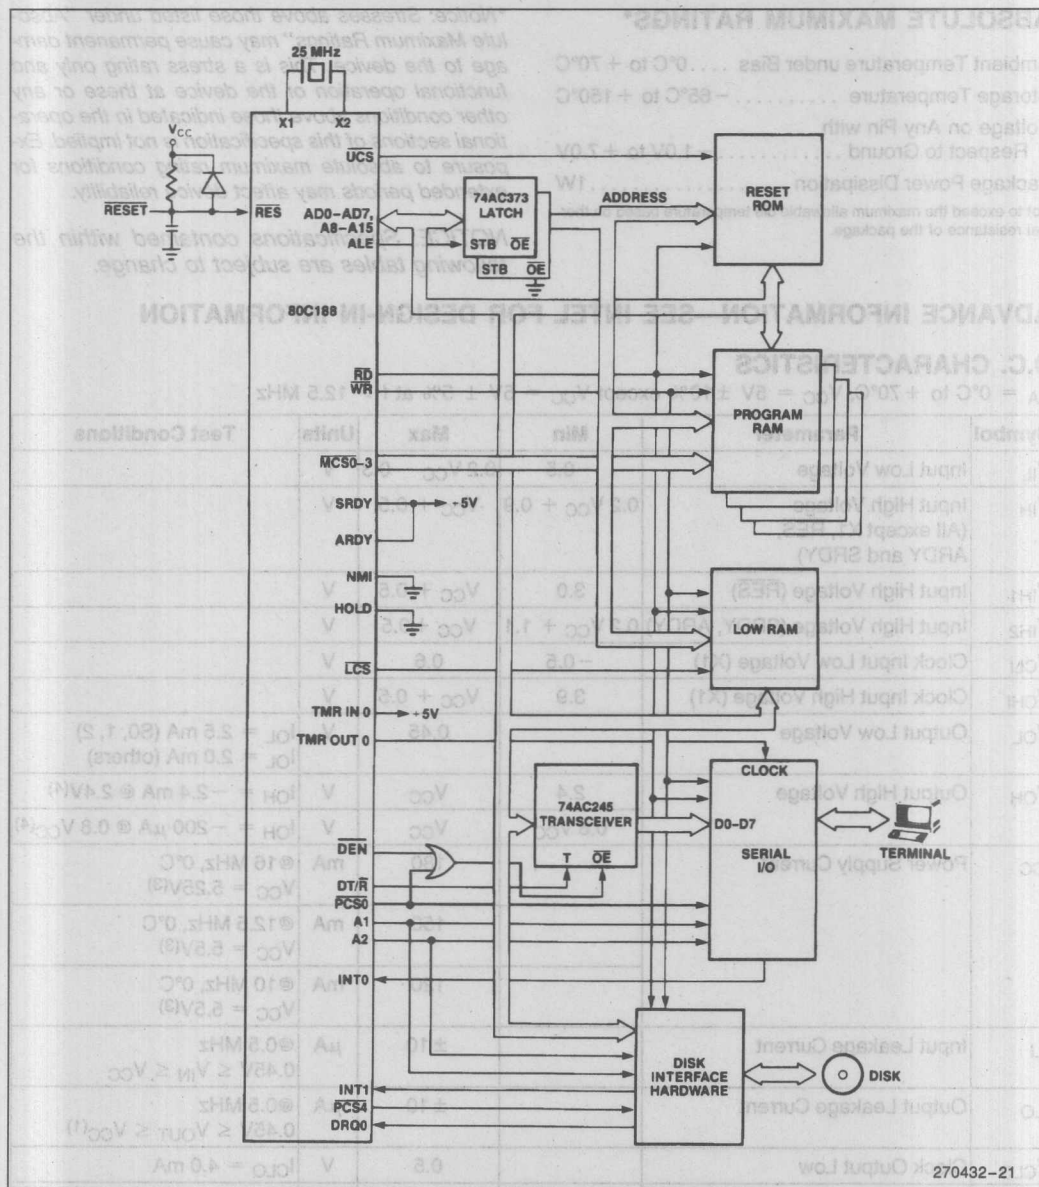 25 MHz
X1 X2
VCC
UCS
RESET
RES
AD0–AD7,
A8–A15
ALE
74AC373
LATCH
STB OE
STB OE
ADDRESS
RESET
ROM
80C188
RD
WR
PROGRAM
RAM
MCS0–3
SRDY
+5V
ARDY
NMI
HOLD
LOW RAM
LCS
TMR IN 0
+5V
TMR OUT 0
CLOCK
74AC245
TRANSCEIVER
D0–D7
T OE
SERIAL
I/O
TERMINAL
DEN
DT/R
PCS0
A1
A2
INT0
DISK
INTERFACE
HARDWARE
DISK
INT1
PCS4
DRQ0
270432–21